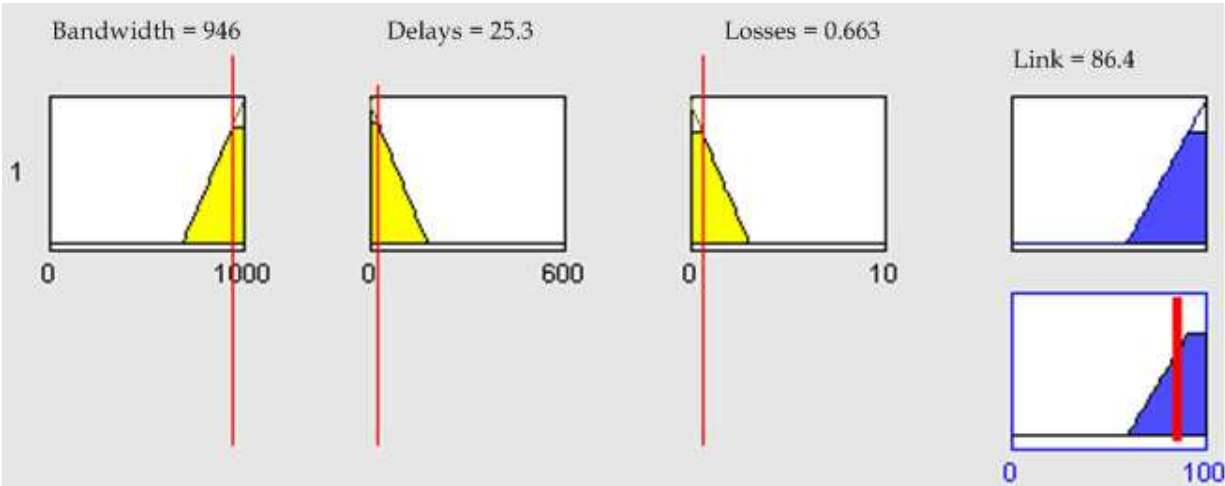 Bandwidth = 946
Delays = 25.3
Losses = 0.663
Link = 86.4
1
0
1000
0
600
0
10
0
100